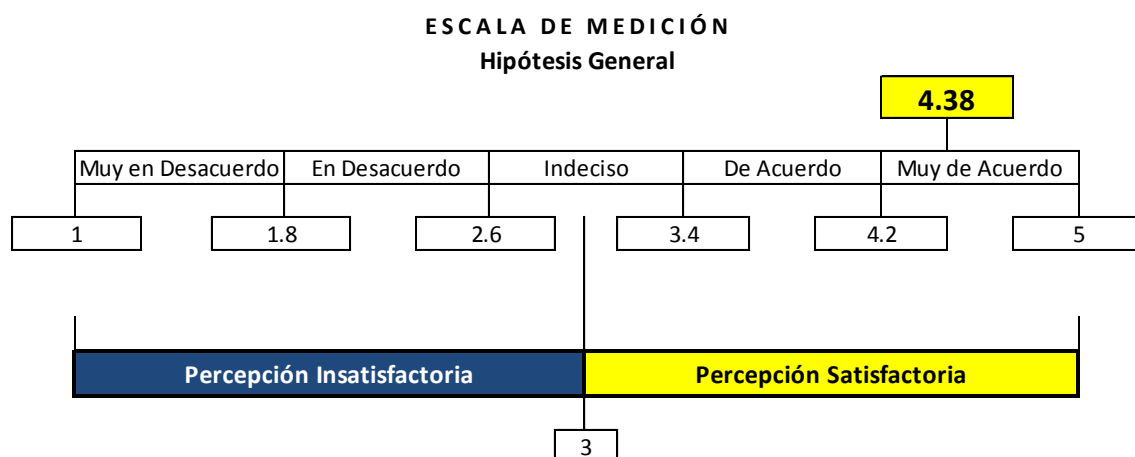 ESCALA DE MEDICIÓN
Hipótesis General
4.38
Muy en Desacuerdo En Desacuerdo Indeciso De Acuerdo Muy de Acuerdo
1 1.8 2.6 3.4 4.2 5
Percepción Insatisfactoria Percepción Satisfactoria
3